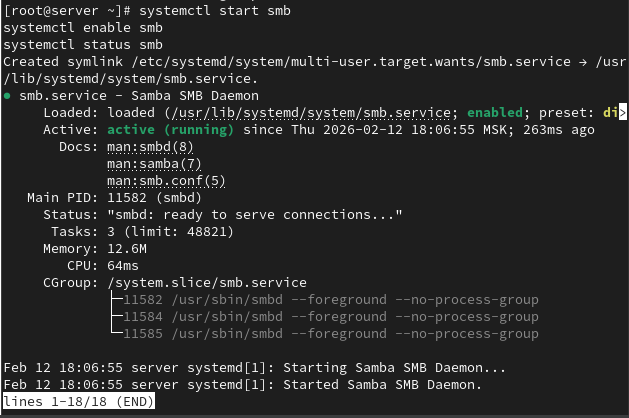 [root@server ~]# systemctl start smb
systemctl enable smb
systemctl status smb
Created symlink /etc/systemd/system/multi-user.target.wants/smb.service → /usr
/lib/systemd/system/smb.service.
● smb.service - Samba SMB Daemon
     Loaded: loaded (/usr/lib/systemd/system/smb.service; enabled; preset: di>
     Active: active (running) since Thu 2026-02-12 18:06:55 MSK; 263ms ago
       Docs: man:smbd(8)
             man:samba(7)
             man:smb.conf(5)
   Main PID: 11582 (smbd)
     Status: "smbd: ready to serve connections..."
      Tasks: 3 (limit: 48821)
     Memory: 12.6M
        CPU: 64ms
     CGroup: /system.slice/smb.service
             ├─11582 /usr/sbin/smbd --foreground --no-process-group
             ├─11584 /usr/sbin/smbd --foreground --no-process-group
             └─11585 /usr/sbin/smbd --foreground --no-process-group

Feb 12 18:06:55 server systemd[1]: Starting Samba SMB Daemon...
Feb 12 18:06:55 server systemd[1]: Started Samba SMB Daemon.
lines 1-18/18 (END)